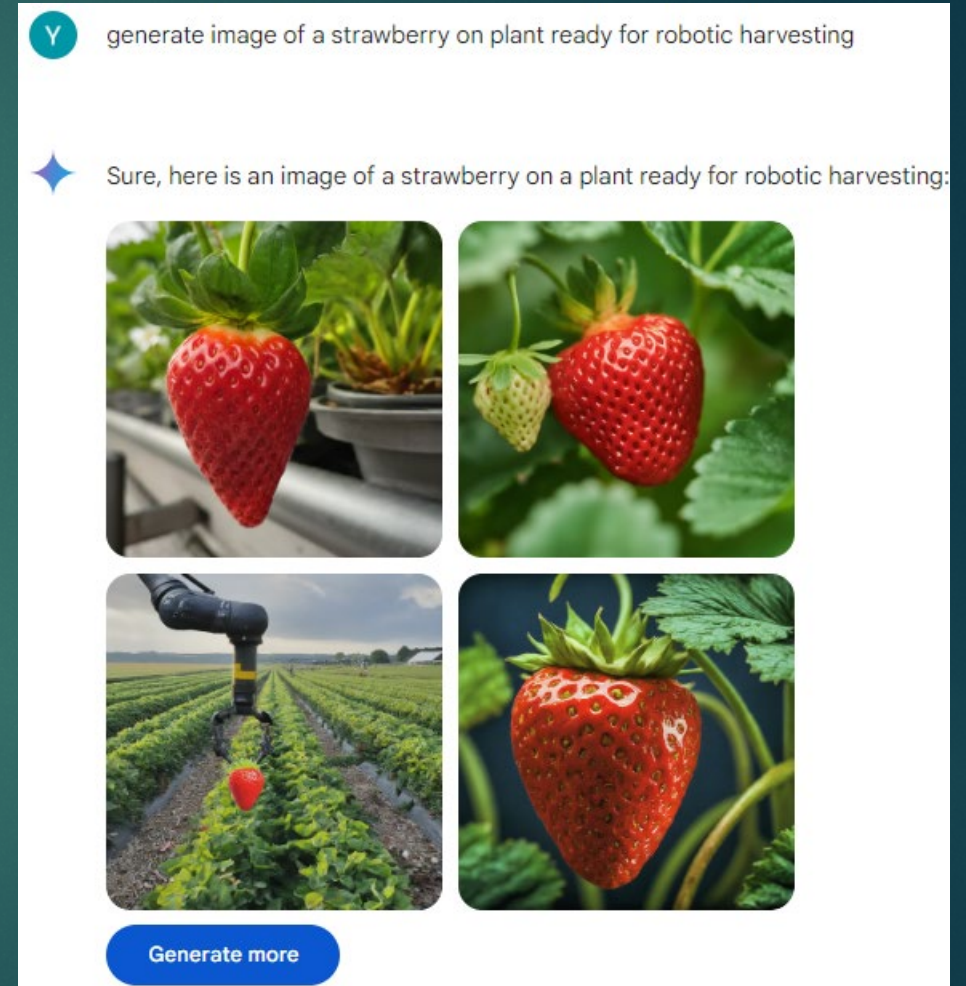 Y
generate image of a strawberry on plant ready for robotic harvesting
Sure, here is an image of a strawberry on a plant ready for robotic harvesting:
Generate more